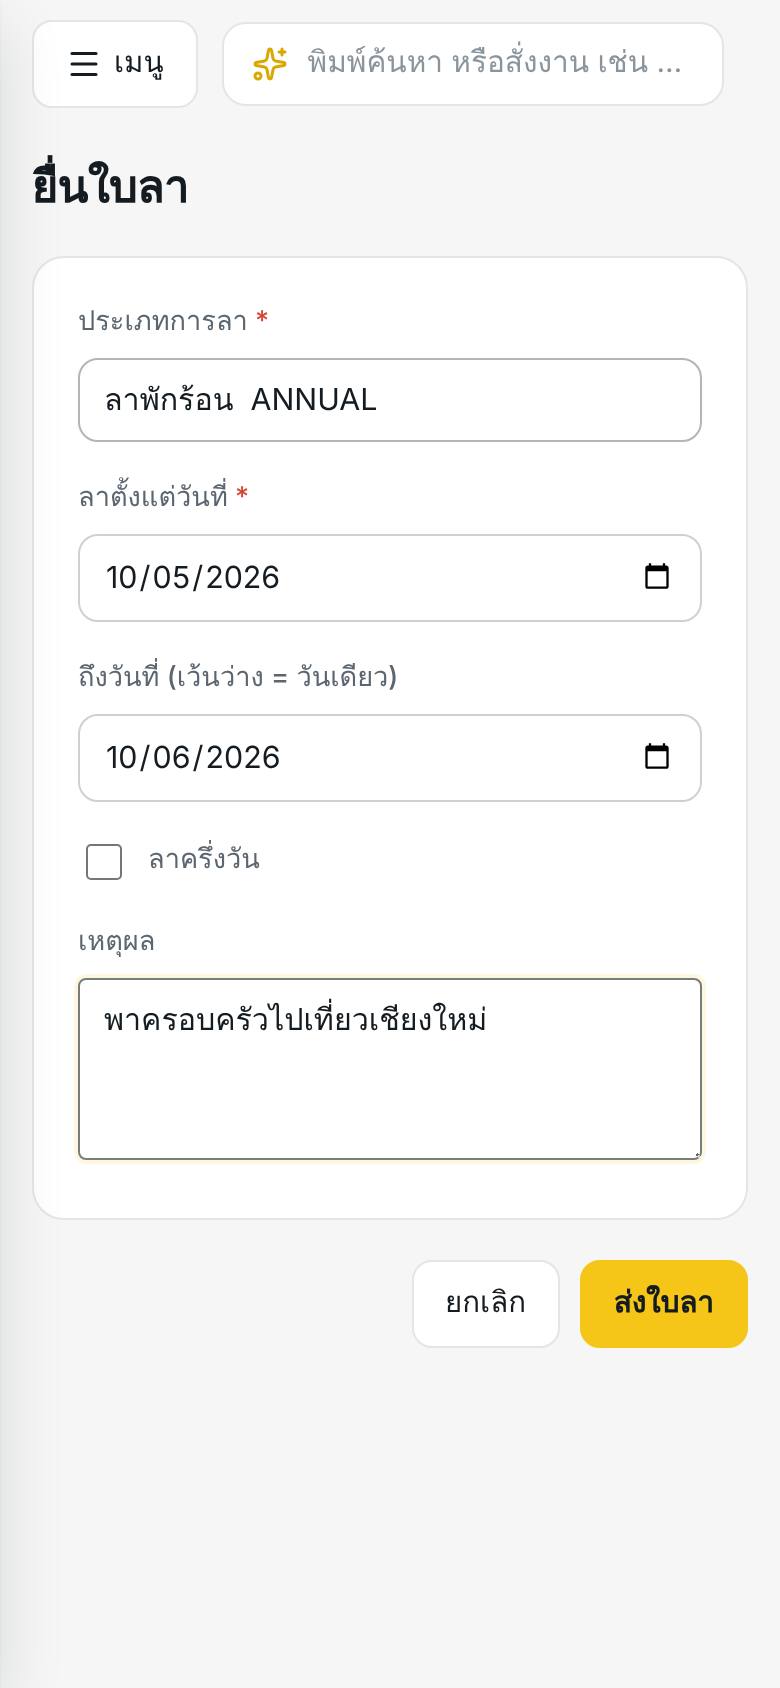 เมนู
พิมพ์ค้นหา หรือสั่งงาน เช่น ...
ยื่นใบลา
ประเภทการลา *
ลาพักร้อน ANNUAL
ลาตั้งแต่วันที่ *
10/05/2026
ถึงวันที่ (เว้นว่าง = วันเดียว)
10/06/2026
ลาครึ่งวัน
เหตุผล
พาครอบครัวไปเที่ยวเชียงใหม่
ยกเลิก
ส่งใบลา